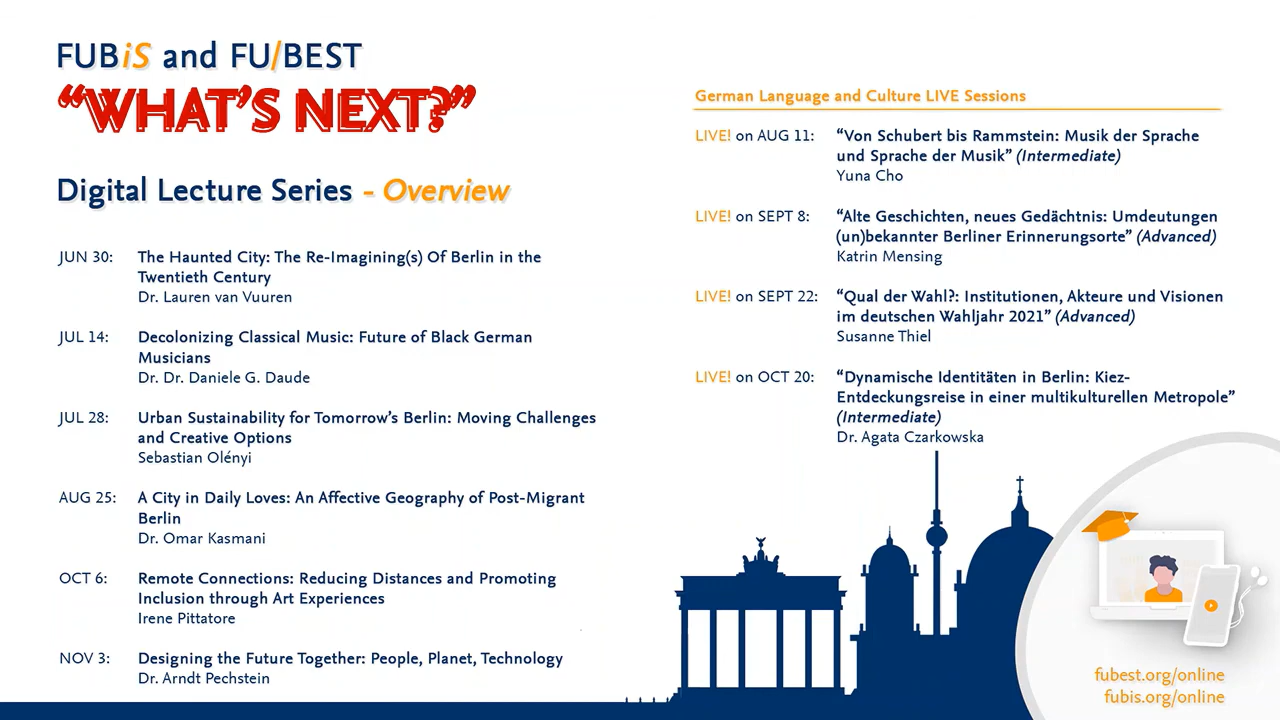 FUBiS and FU/BEST
“WHAT’S NEXT?”
Digital Lecture Series - Overview
JUN 30: The Haunted City: The Re-Imagining(s) Of Berlin in the
Twentieth Century
Dr. Lauren van Vuuren
JUL 14: Decolonizing Classical Music: Future of Black German
Musicians
Dr. Dr. Daniele G. Daude
JUL 28: Urban Sustainability for Tomorrow’s Berlin: Moving Challenges
and Creative Options
Sebastian Olényi
AUG 25: A City in Daily Loves: An Affective Geography of Post-Migrant
Berlin
Dr. Omar Kasmani
OCT 6: Remote Connections: Reducing Distances and Promoting
Inclusion through Art Experiences
Irene Pittatore
NOV 3: Designing the Future Together: People, Planet, Technology
Dr. Arndt Pechstein
German Language and Culture LIVE Sessions
LIVE! on AUG 11: “Von Schubert bis Rammstein: Musik der Sprache
und Sprache der Musik” (Intermediate)
Yuna Cho
LIVE! on SEPT 8: “Alte Geschichten, neues Gedächtnis: Umdeutungen
(un)bekannter Berliner Erinnerungsorte” (Advanced)
Katrin Mensing
LIVE! on SEPT 22: “Qual der Wahl?: Institutionen, Akteure und Visionen
im deutschen Wahljahr 2021” (Advanced)
Susanne Thiel
LIVE! on OCT 20: “Dynamische Identitäten in Berlin: Kiez-
Entdeckungsreise in einer multikulturellen Metropole”
(Intermediate)
Dr. Agata Czarkowska
fubest.org/online
fubis.org/online